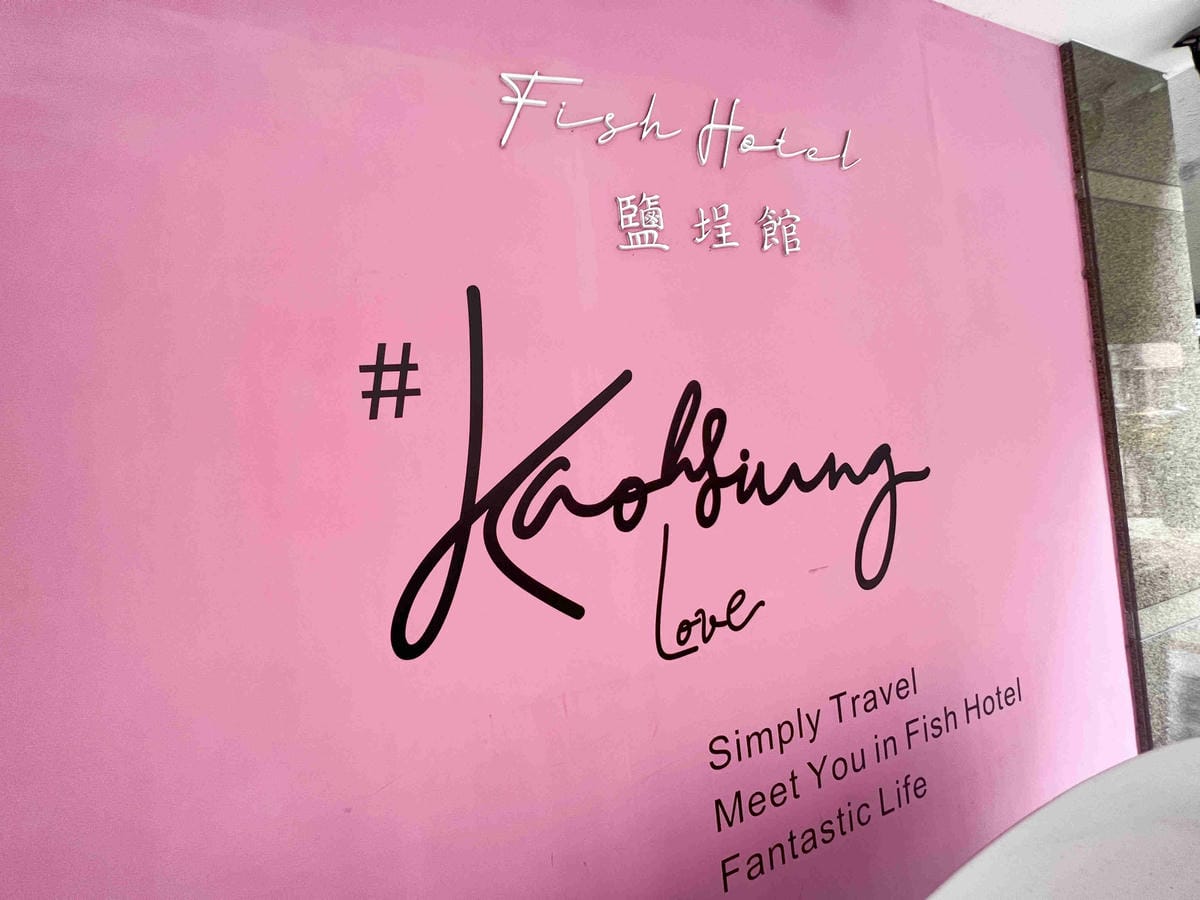 Fish Hotel
鹽埕館
#Kaohsiung
Love
Simply Travel
Meet You in Fish Hotel
Fantastic Life